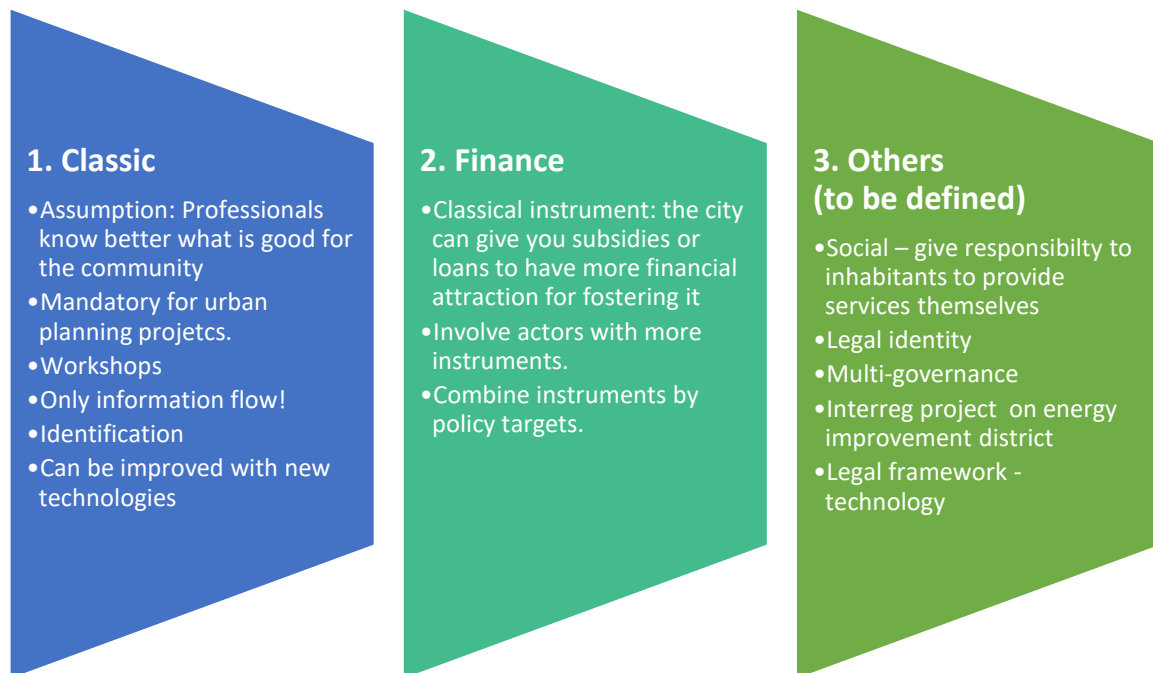 1. Classic
•Assumption: Professionals
know better what is good for
the community
•Mandatory for urban
planning projetcs.
•Workshops
•Only information flow!
•Identification
•Can be improved with new
technologies
2. Finance
•Classical instrument: the city
can give you subsidies or
loans to have more financial
attraction for fostering it
•Involve actors with more
instruments.
•Combine instruments by
policy targets.
3. Others
(to be defined)
•Social – give responsibilty to
inhabitants to provide
services themselves
•Legal identity
•Multi-governance
•Interreg project on energy
improvement district
•Legal framework -
technology